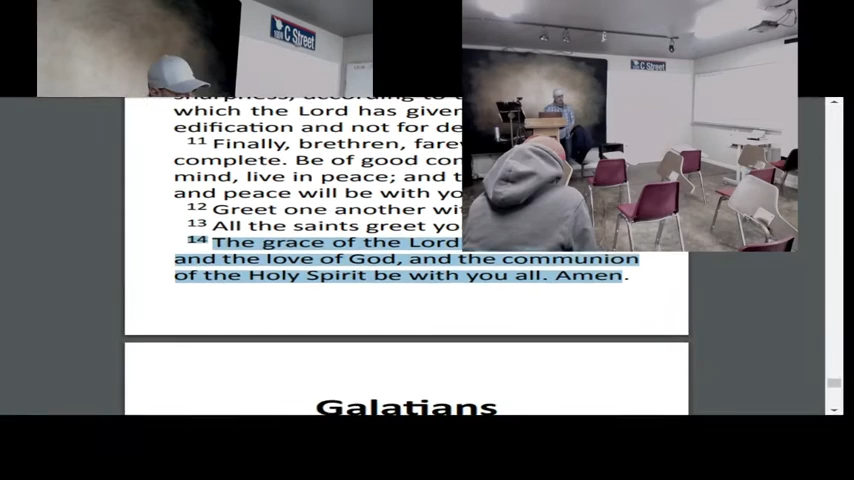 C Street
C Street
which the Lord has given
edification and not for de
11 Finally, brethren, fare
complete. Be of good con
mind, live in peace; and t
and peace will be with yo
12 Greet one another wit
13 All the saints greet yo
14 The grace of the Lord
and the love of God, and the communion
of the Holy Spirit be with you all. Amen.
Galatians